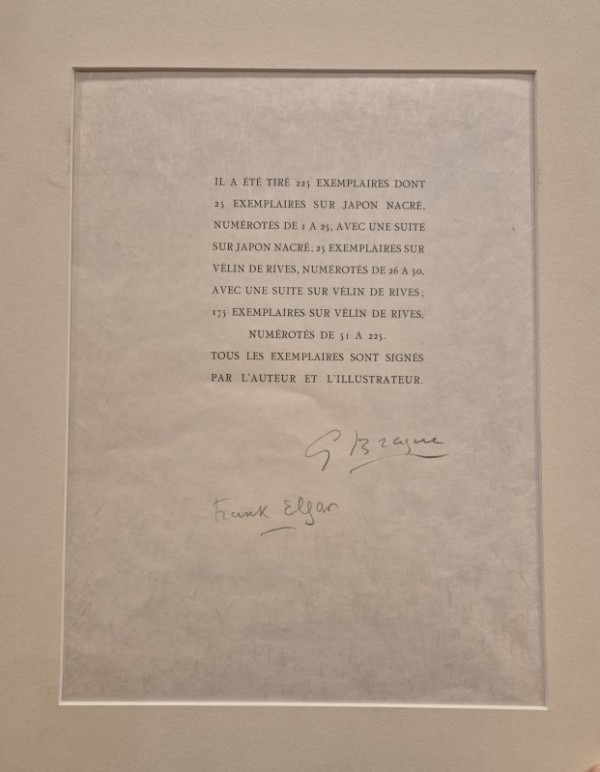 IL A ÉTÉ TIRÉ 225 EXEMPLAIRES DONT
25 EXEMPLAIRES SUR JAPON NACRÉ,
NUMÉROTÉS DE 1 A 25, AVEC UNE SUITE
SUR JAPON NACRÉ; 25 EXEMPLAIRES SUR
VÉLIN DE RIVES, NUMÉROTÉS DE 26 A 50,
AVEC UNE SUITE SUR VÉLIN DE RIVES;
175 EXEMPLAIRES SUR VÉLIN DE RIVES,
NUMÉROTÉS DE 51 A 225.
TOUS LES EXEMPLAIRES SONT SIGNÉS
PAR L'AUTEUR ET L'ILLUSTRATEUR.
G Braque
Frank Elgar